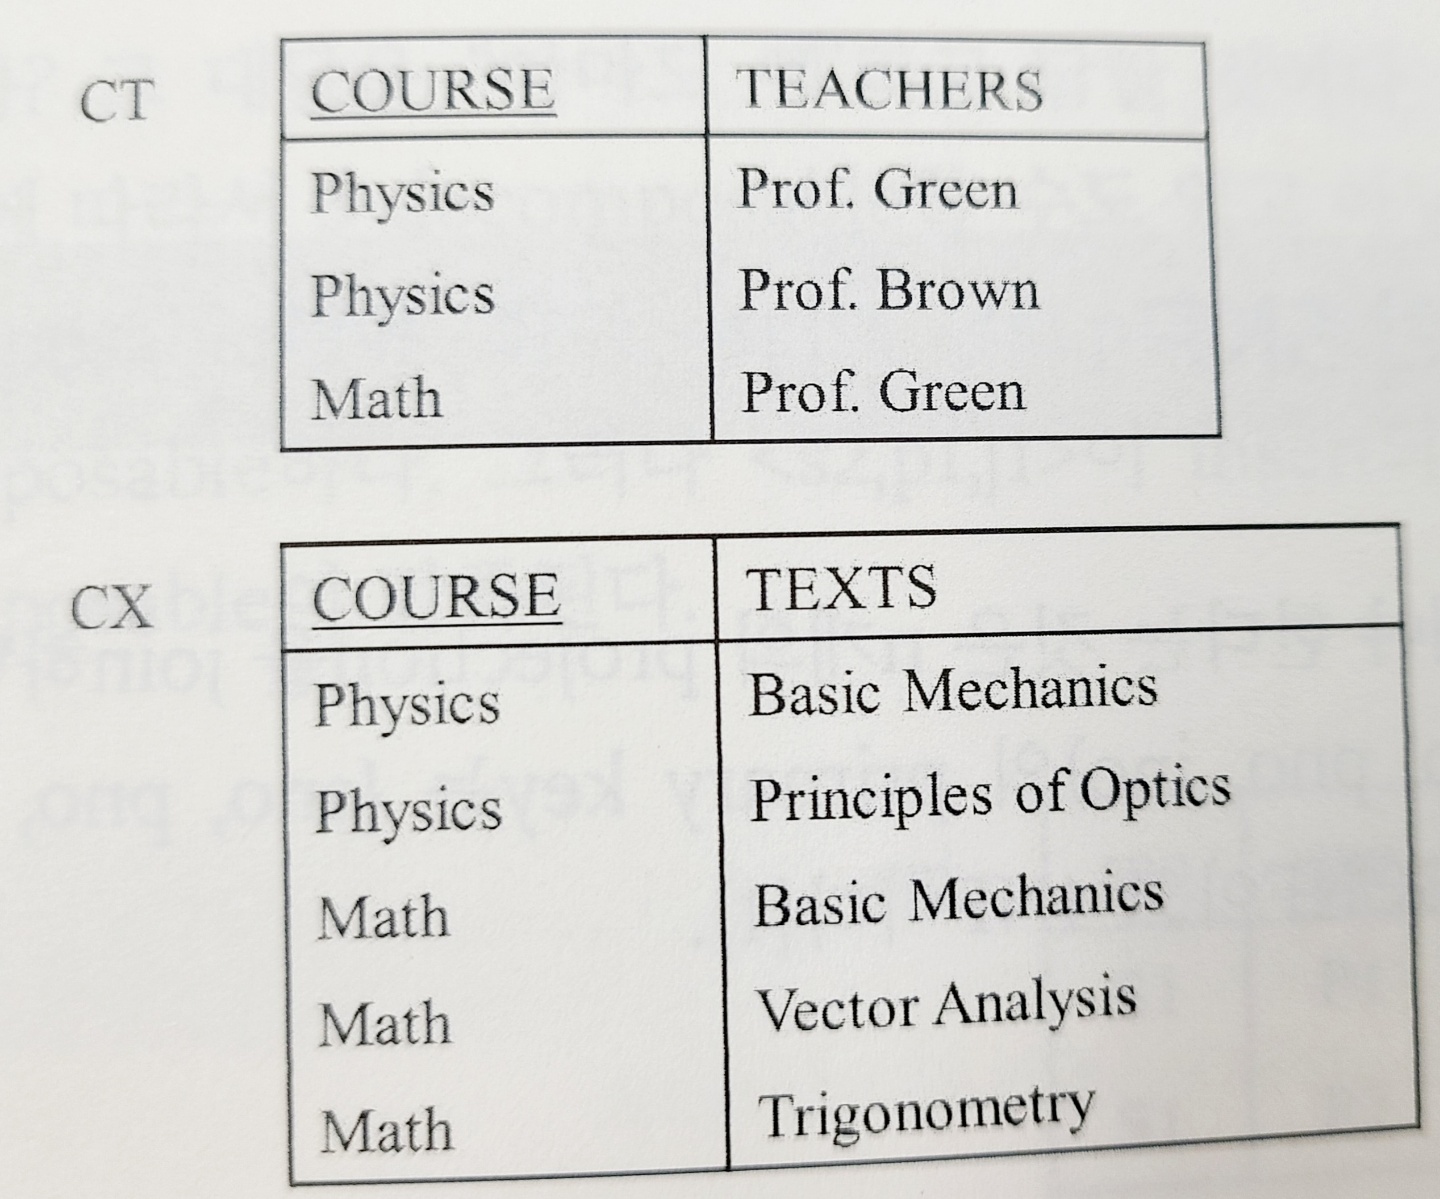 CT
COURSE TEACHERS
Physics Prof. Green
Physics Prof. Brown
Math Prof. Green
CX
COURSE TEXTS
Physics Basic Mechanics
Physics Principles of Optics
Math Basic Mechanics
Math Vector Analysis
Math Trigonometry